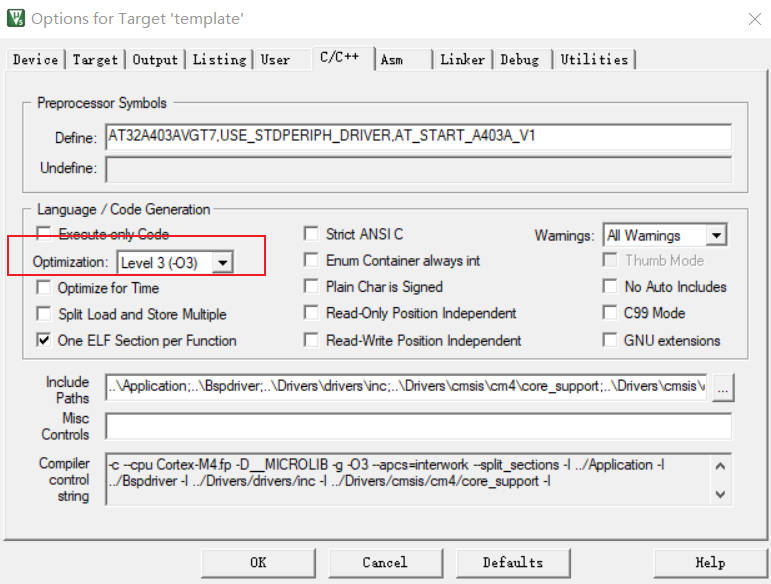 Options for Target 'template'
Device Target Output Listing User C/C++ Asm Linker Debug Utilities
Preprocessor Symbols
Define: AT32A403AVGT7,USE_STDPERIPH_DRIVER,AT_START_A403A_V1
Undefine:
Language / Code Generation
Execute-only Code Strict ANSI C Warnings: All Warnings
Optimization: Level 3 (-O3) Enum Container always int Thumb Mode
Optimize for Time Plain Char is Signed No Auto Includes
Split Load and Store Multiple Read-Only Position Independent C99 Mode
One ELF Section per Function Read-Write Position Independent GNU extensions
Include
Paths
..\Application;..\Bspdriver;..\Drivers\drivers\inc;..\Drivers\cmsis\cm4\core_support;..\Drivers\cmsis\ ...
Misc
Controls
Compiler
control
string
-c --cpu Cortex-M4.fp -D__MICROLIB -g -O3 --apcs=interwork --split_sections -I ../Application -I
../Bspdriver -I ../Drivers/drivers/inc -I ../Drivers/cmsis/cm4/core_support -I
OK Cancel Defaults Help